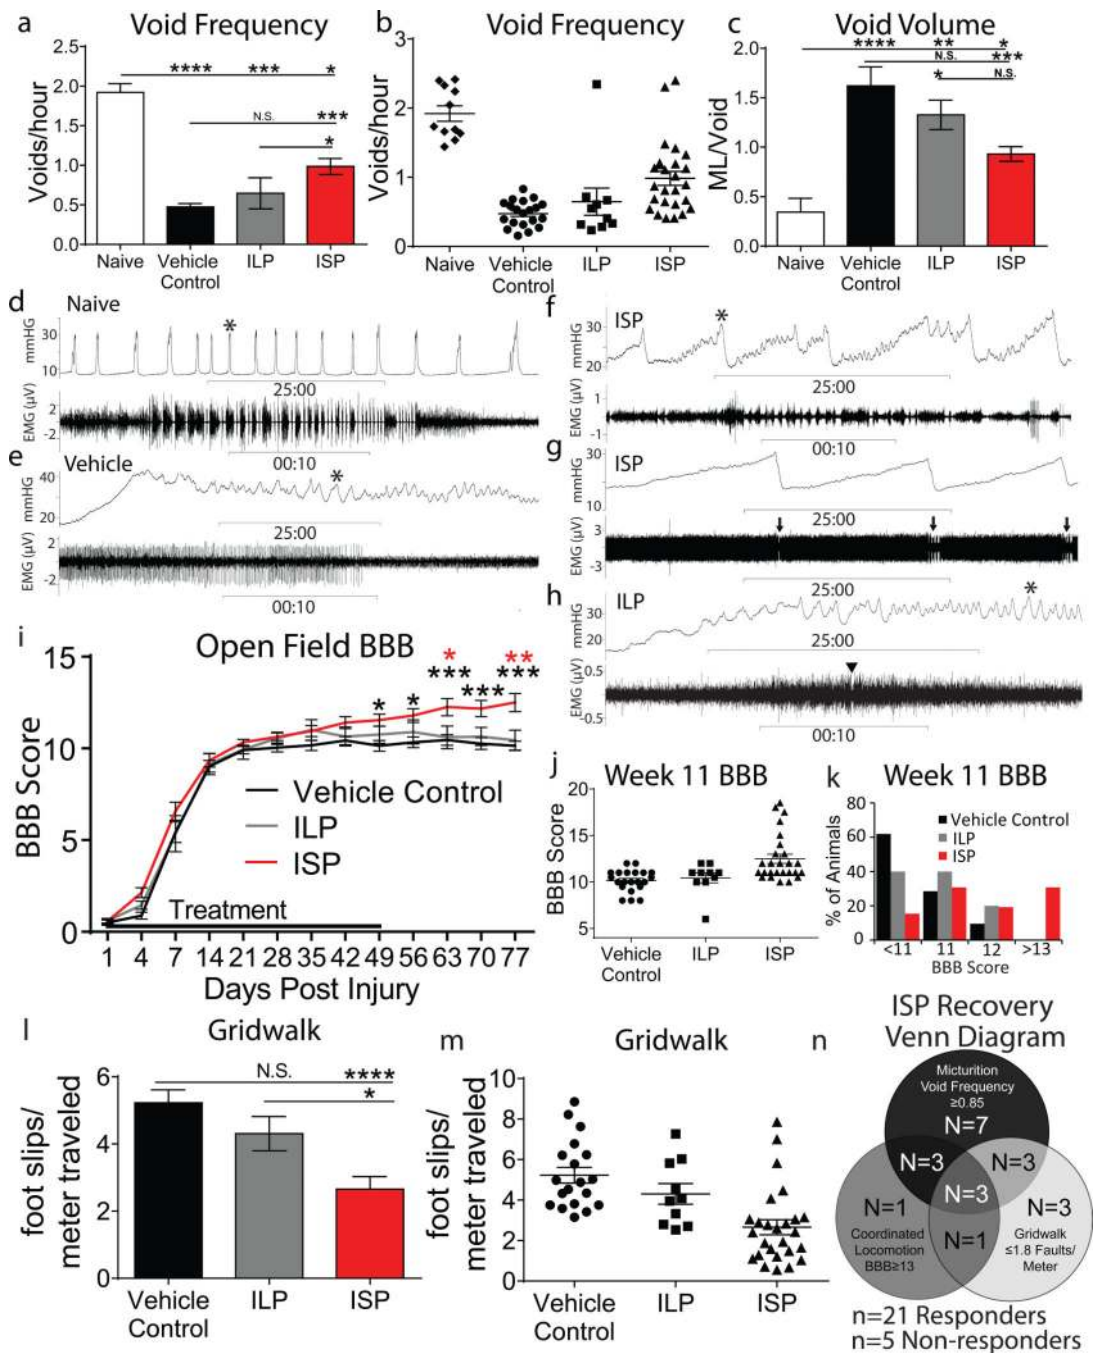 a Void Frequency
Voids/hour
2.5
2.0
1.5
1.0
0.5
0.0
**** *** *
N.S. ***
*
Naive Vehicle Control ILP ISP
b Void Frequency
Voids/hour
3
2
1
0
Naive Vehicle Control ILP ISP
c Void Volume
ML/Void
2.0
1.5
1.0
0.5
0.0
**** ** *
N.S. ***
* N.S.
Naive Vehicle Control ILP ISP
d Naive
mmHG
30
10
*
25:00
EMG (µV)
2
-2
00:10
e Vehicle
mmHG
40
20
*
25:00
EMG (µV)
2
-2
00:10
f ISP
mmHG
30
20
*
25:00
EMG (µV)
1
-1
00:10
g ISP
mmHG
30
10
25:00
EMG (µV)
3
-3
25:00
h ILP
mmHG
30
20
*
25:00
EMG (µV)
0.5
-0.5
00:10
i Open Field BBB
BBB Score
15
10
5
0
* **
* * *** *** ***
Vehicle Control
ILP
ISP
Treatment
1 4 7 14 21 28 35 42 49 56 63 70 77
Days Post Injury
j Week 11 BBB
BBB Score
20
15
10
5
Vehicle Control ILP ISP
k Week 11 BBB
% of Animals
80
60
40
20
0
Vehicle Control
ILP
ISP
<11 11 12 >13
BBB Score
l Gridwalk
foot slips/
meter traveled
6
4
2
0
N.S. ****
*
Vehicle Control ILP ISP
m Gridwalk
foot slips/
meter traveled
10
8
6
4
2
0
Vehicle Control ILP ISP
n ISP Recovery
Venn Diagram
Micturition
Void Frequency
≥0.85
N=7
N=3 N=3
N=3
N=1 N=3
N=1
Coordinated
Locomotion
BBB≥13
Gridwalk
≤1.8 Faults/
Meter
n=21 Responders
n=5 Non-responders